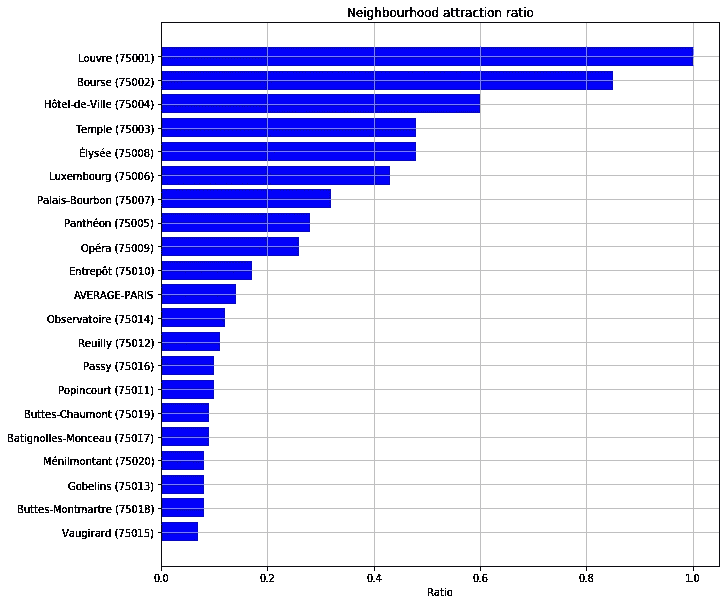 Neighbourhood attraction ratio
Louvre (75001)
Bourse (75002)
Hôtel-de-Ville (75004)
Temple (75003)
Élysée (75008)
Luxembourg (75006)
Palais-Bourbon (75007)
Panthéon (75005)
Opéra (75009)
Entrepôt (75010)
AVERAGE-PARIS
Observatoire (75014)
Reuilly (75012)
Passy (75016)
Popincourt (75011)
Buttes-Chaumont (75019)
Batignolles-Monceau (75017)
Ménilmontant (75020)
Gobelins (75013)
Buttes-Montmartre (75018)
Vaugirard (75015)
0.0 0.2 0.4 0.6 0.8 1.0
Ratio